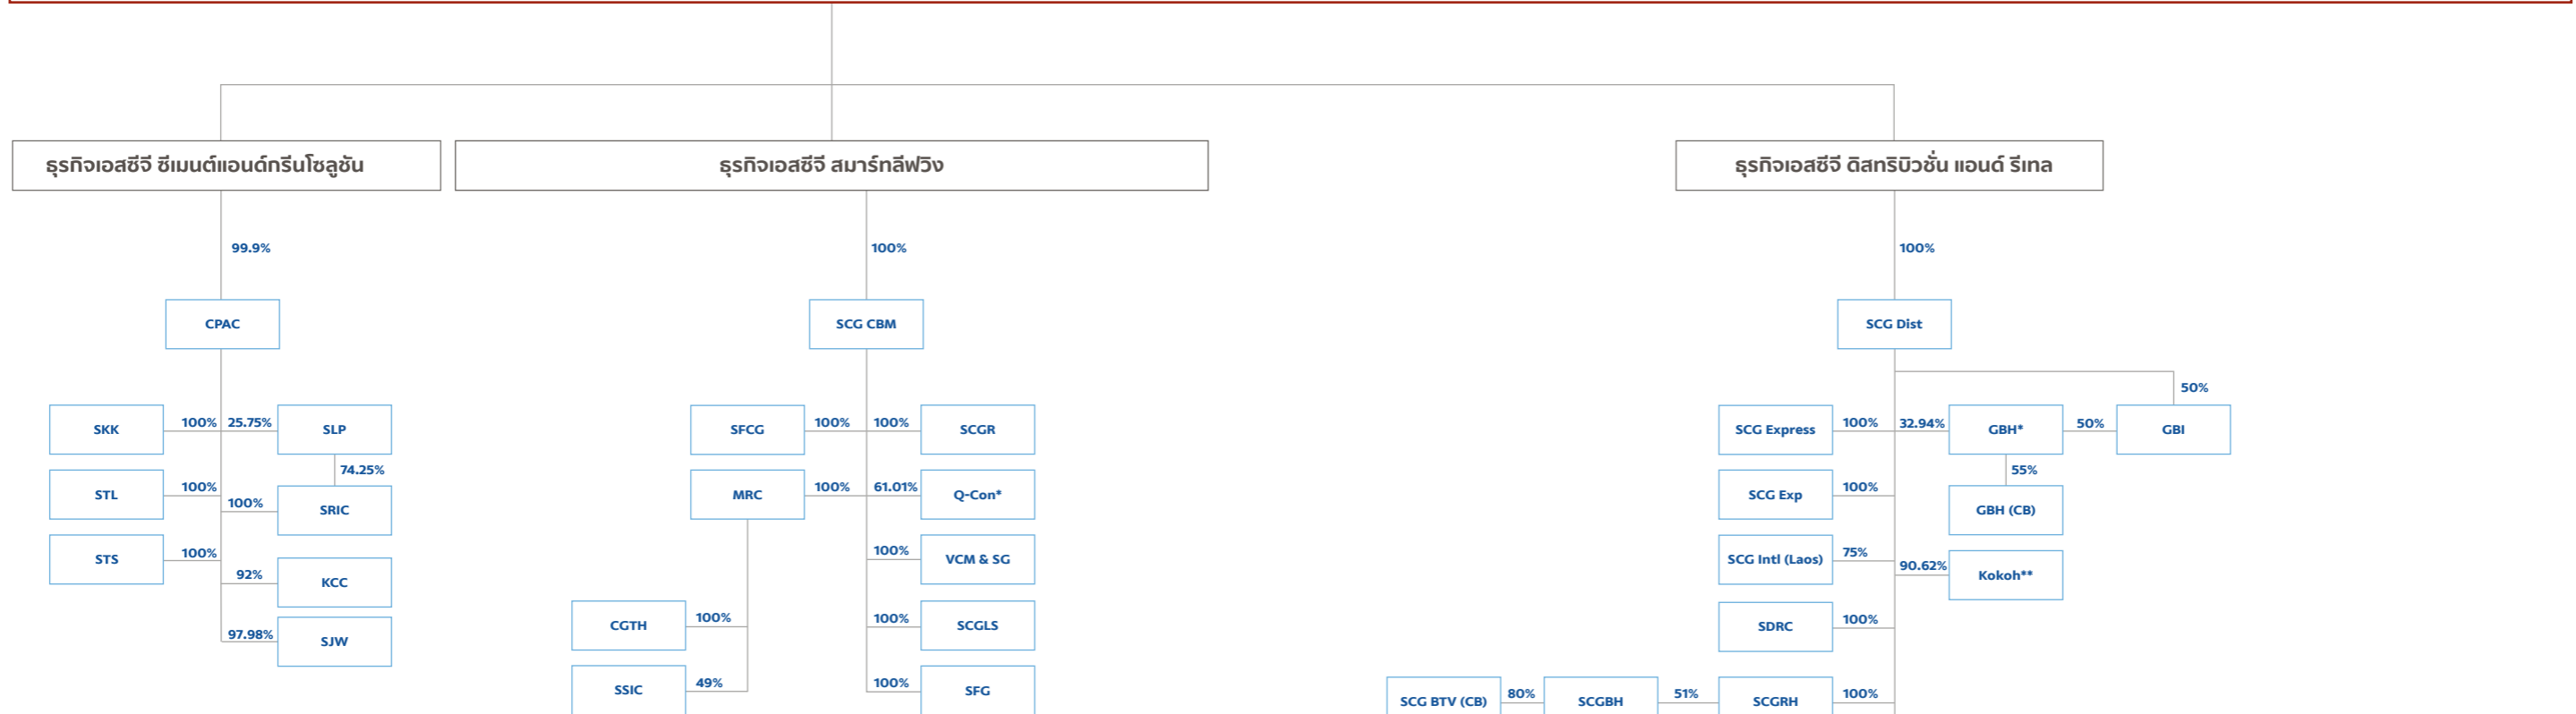 ธุรกิจเอสซีจี ซีเมนต์แอนด์กรีนโซลูชัน
ธุรกิจเอสซีจี สมาร์ทลีฟวิง
ธุรกิจเอสซีจี ดิสทริบิวชั่น แอนด์ รีเทล
99.9%
100%
100%
CPAC
SCG CBM
SCG Dist
50%
SKK
100%
25.75%
SLP
SFCG
100%
100%
SCGR
SCG Express
100%
32.94%
GBH*
50%
GBI
74.25%
55%
STL
100%
100%
SRIC
MRC
100%
61.01%
Q-Con*
SCG Exp
100%
GBH (CB)
STS
100%
92%
KCC
100%
VCM & SG
SCG Intl (Laos)
75%
90.62%
Kokoh**
97.98%
SJW
CGTH
100%
100%
SCGLS
SDRC
100%
SSIC
49%
100%
SFG
SCG BTV (CB)
80%
SCGBH
51%
SCGRH
100%